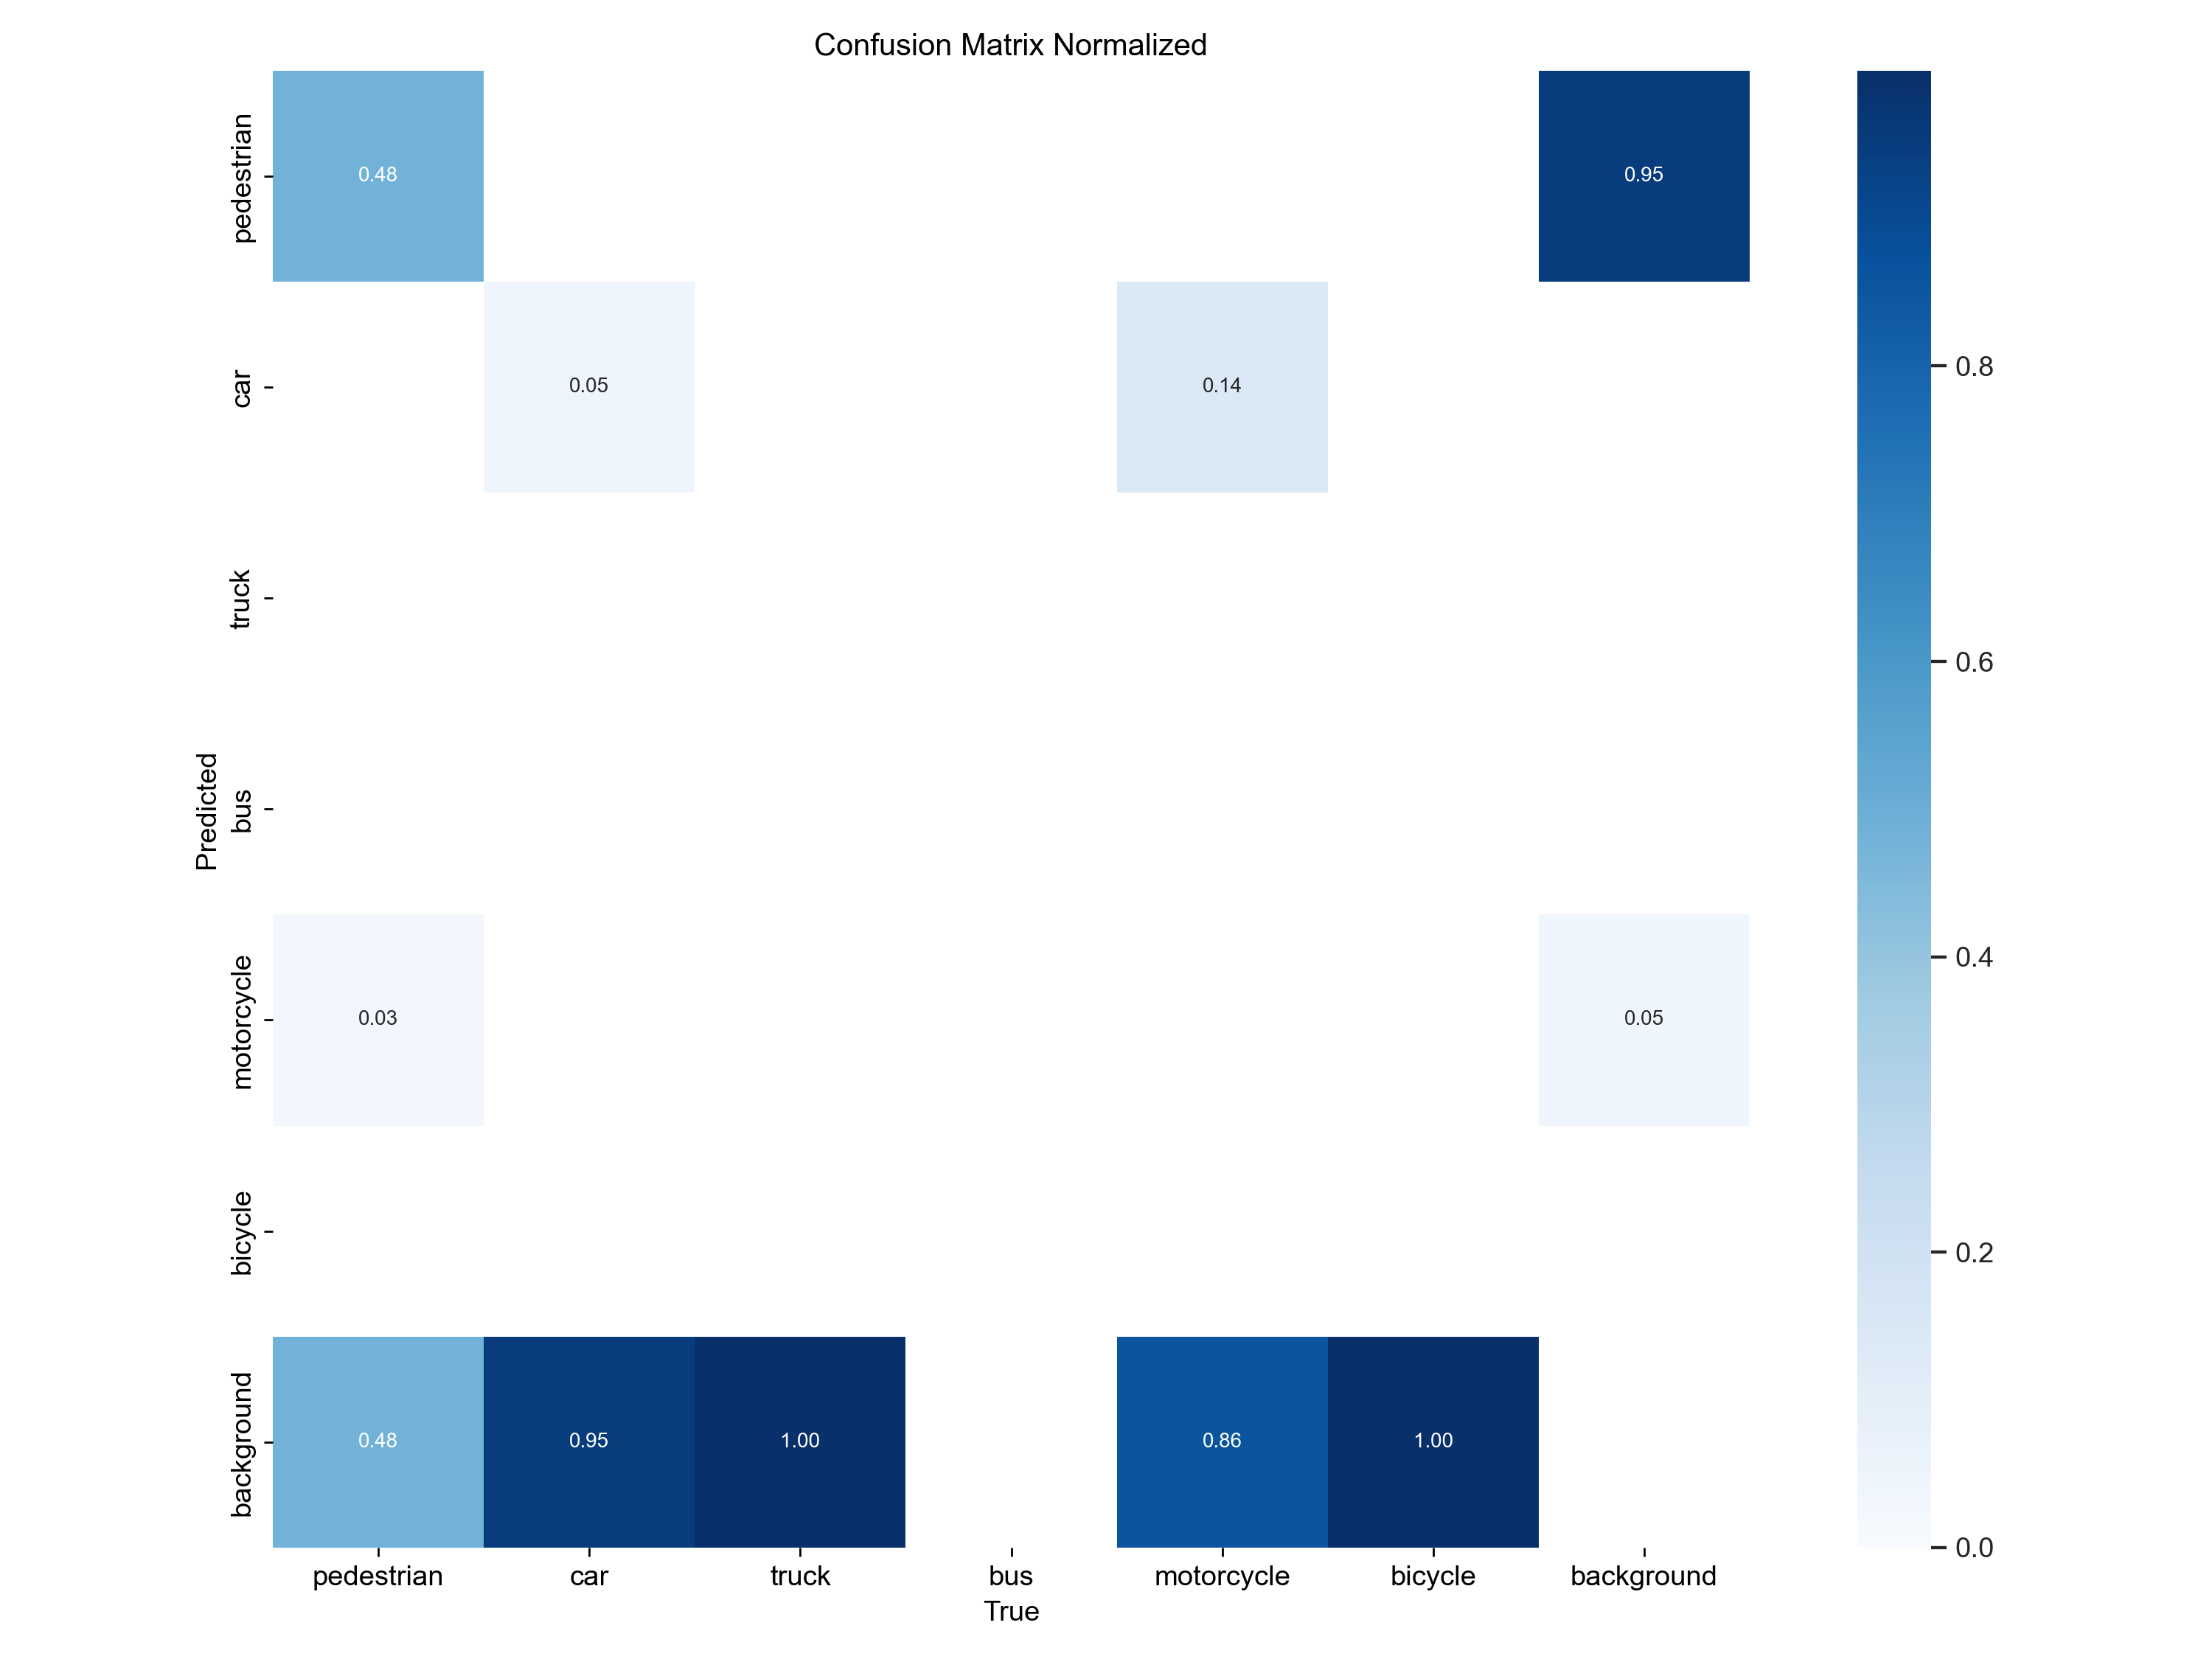 Confusion Matrix Normalized
pedestrian
0.48
0.95
car
0.05
0.14
0.8
truck
0.6
Predicted
bus
0.4
motorcycle
0.03
0.05
bicycle
0.2
background
0.48
0.95
1.00
0.86
1.00
0.0
pedestrian
car
truck
bus
motorcycle
bicycle
background
True